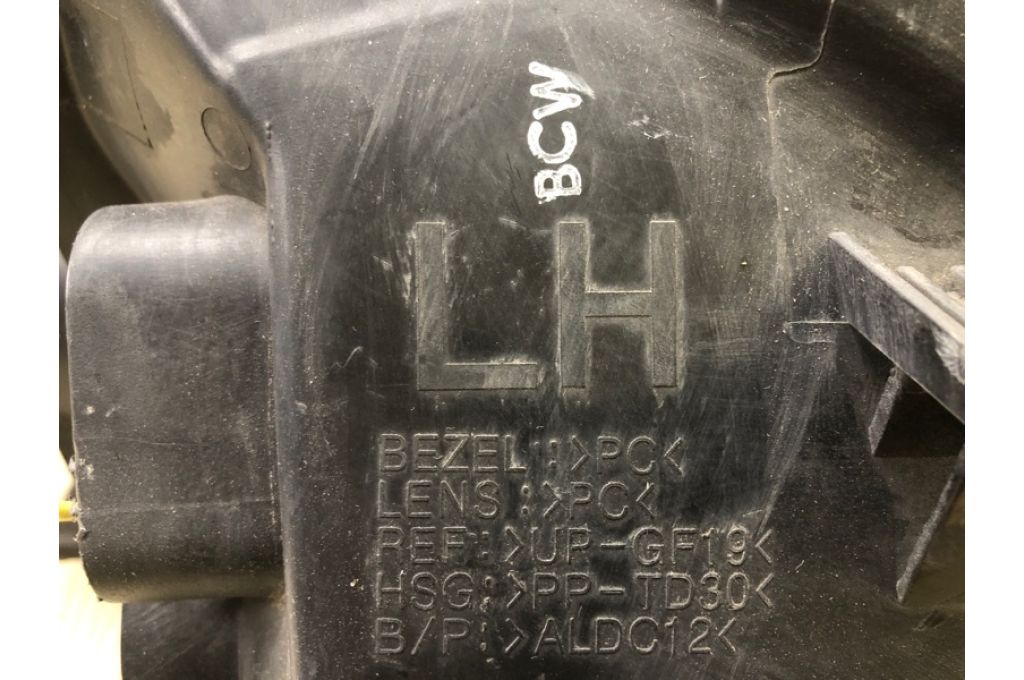 BCW
LH
BEZEL:>PC<
LENS:>PC<
REF:>UP-GF19<
HSG:>PP-TD30<
B/P:>ALDC12<